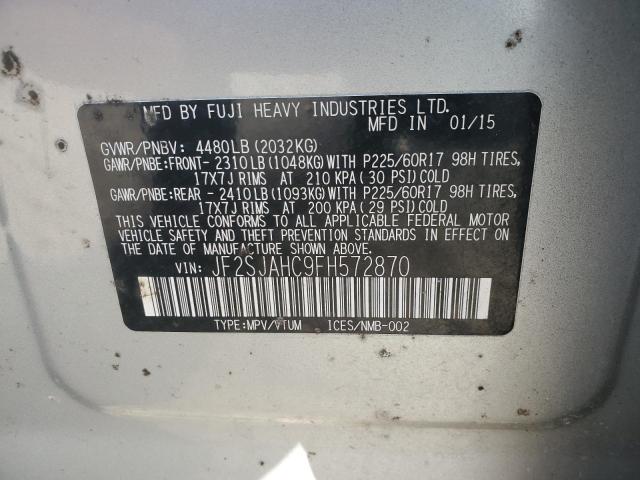 MFD BY FUJI HEAVY INDUSTRIES LTD.
MFD IN 01/15
GVWR/PNBV: 4480LB (2032KG)
GAWR/PNBE:FRONT- 2310LB (1048KG) WITH P225/60R17 98H TIRES,
17X7J RIMS AT 210 KPA (30 PSI) COLD
GAWR/PNBE:REAR - 2410LB (1093KG) WITH P225/60R17 98H TIRES,
17X7J RIMS AT 200 KPA (29 PSI) COLD
THIS VEHICLE CONFORMS TO ALL APPLICABLE FEDERAL MOTOR
VEHICLE SAFETY AND THEFT PREVENTION STANDARDS IN EFFECT
ON THE DATE OF MANUFACTURE SHOWN ABOVE.
VIN: JF2SJAHC9FH572870
TYPE:MPV/VTUM ICES/NMB-002